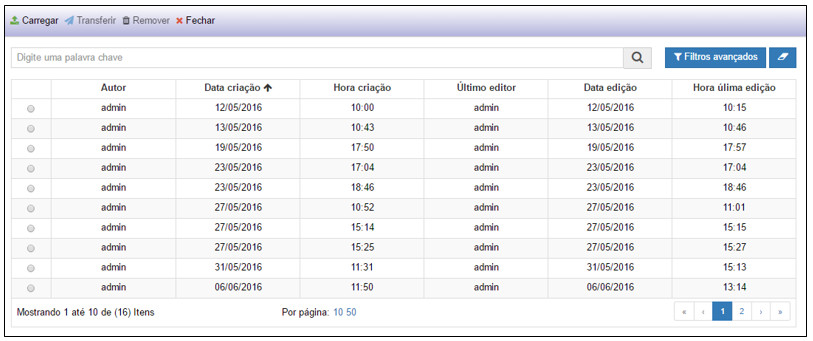 Carregar Transferir Remover Fechar
Digite uma palavra chave Filtros avançados
Autor Data criação Hora criação Último editor Data edição Hora úlima edição
admin 12/05/2016 10:00 admin 12/05/2016 10:15
admin 13/05/2016 10:43 admin 13/05/2016 10:46
admin 19/05/2016 17:50 admin 19/05/2016 17:57
admin 23/05/2016 17:04 admin 23/05/2016 17:04
admin 23/05/2016 18:46 admin 23/05/2016 18:46
admin 27/05/2016 10:52 admin 27/05/2016 11:01
admin 27/05/2016 15:14 admin 27/05/2016 15:15
admin 27/05/2016 15:25 admin 27/05/2016 15:27
admin 31/05/2016 11:31 admin 31/05/2016 15:13
admin 06/06/2016 11:50 admin 06/06/2016 13:14
Mostrando 1 até 10 de (16) Itens Por página: 10 50 « ‹ 1 2 › »